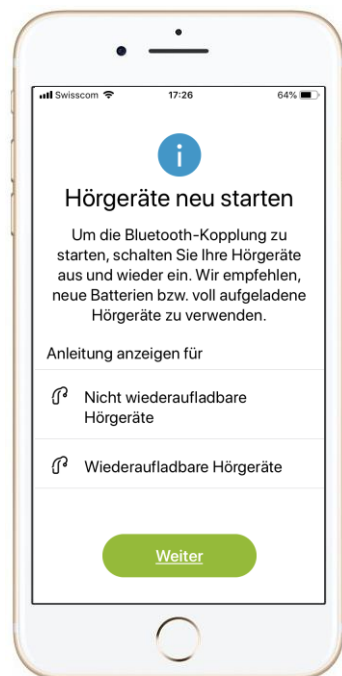 Swisscom 17:26 64%
i
Hörgeräte neu starten
Um die Bluetooth-Kopplung zu
starten, schalten Sie Ihre Hörgeräte
aus und wieder ein. Wir empfehlen,
neue Batterien bzw. voll aufgeladene
Hörgeräte zu verwenden.
Anleitung anzeigen für
Nicht wiederaufladbare
Hörgeräte
Wiederaufladbare Hörgeräte
Weiter